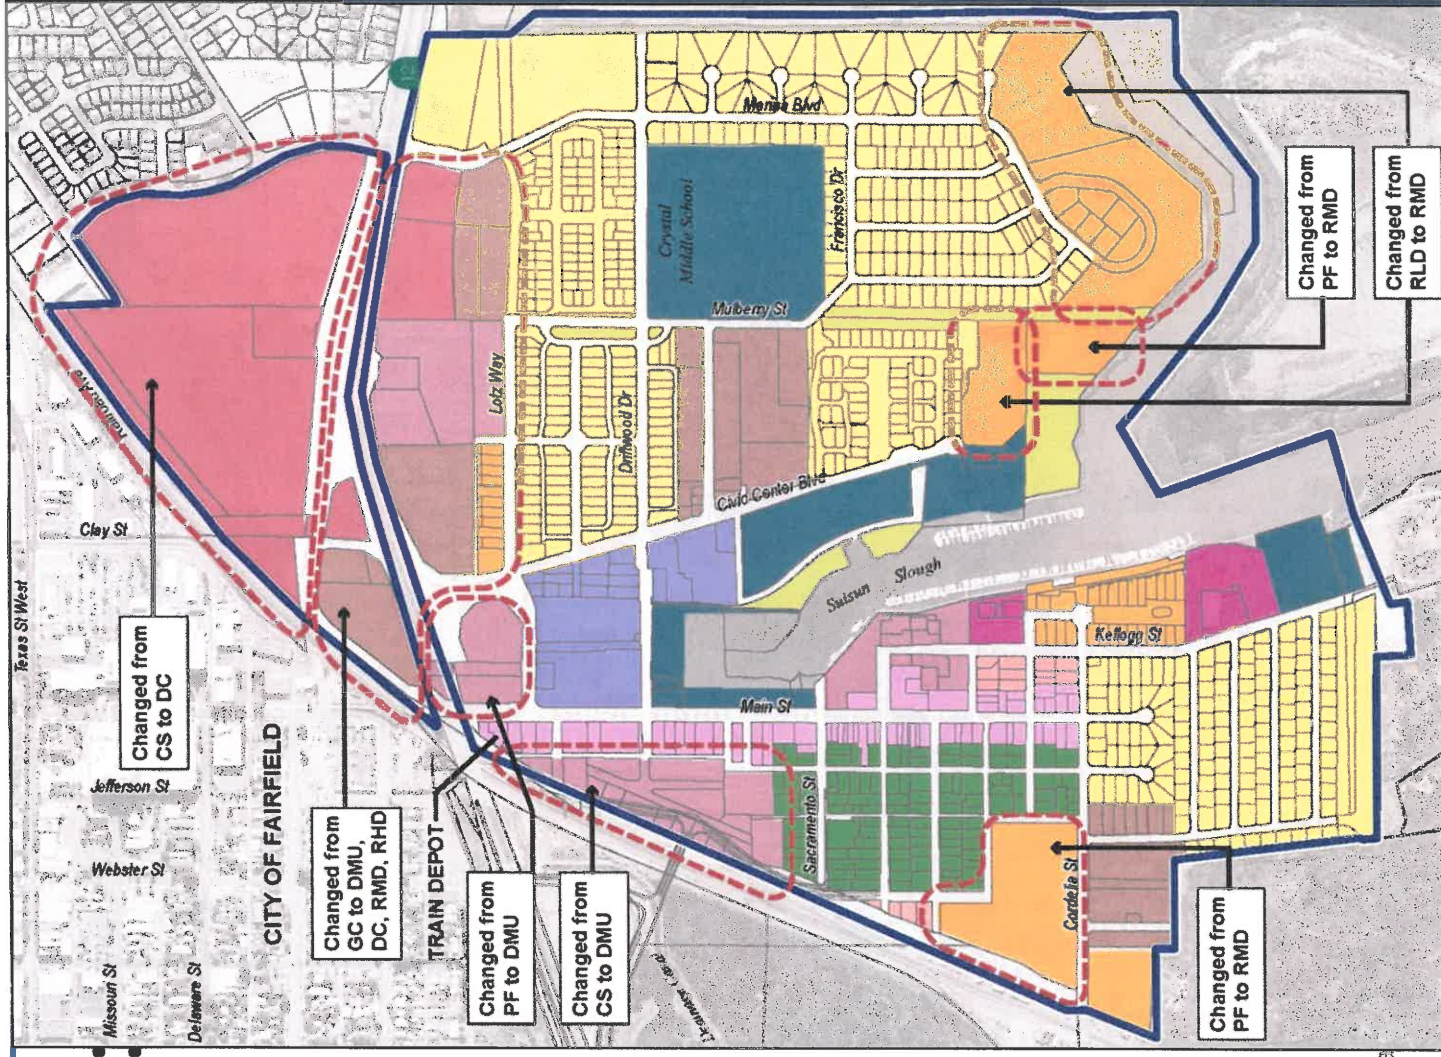 12
Marina Blvd
Crystal
Middle School
Francisco Dr
Mulberry St
Lotz Way
Driftwood Dr
Civic Center Blvd
Railroad Ave
Clay St
Texas St West
Changed from
CS to DC
Jefferson St
Webster St
Missouri St
Delaware St
CITY OF FAIRFIELD
Changed from
GC to DMU,
DC, RMD, RHD
TRAIN DEPOT
Changed from
PF to DMU
Changed from
CS to DMU
Main St
Suisun Slough
Kellogg St
Sacramento St
Cordelia St
Changed from
PF to RMD
Changed from
PF to RMD
Changed from
RLD to RMD